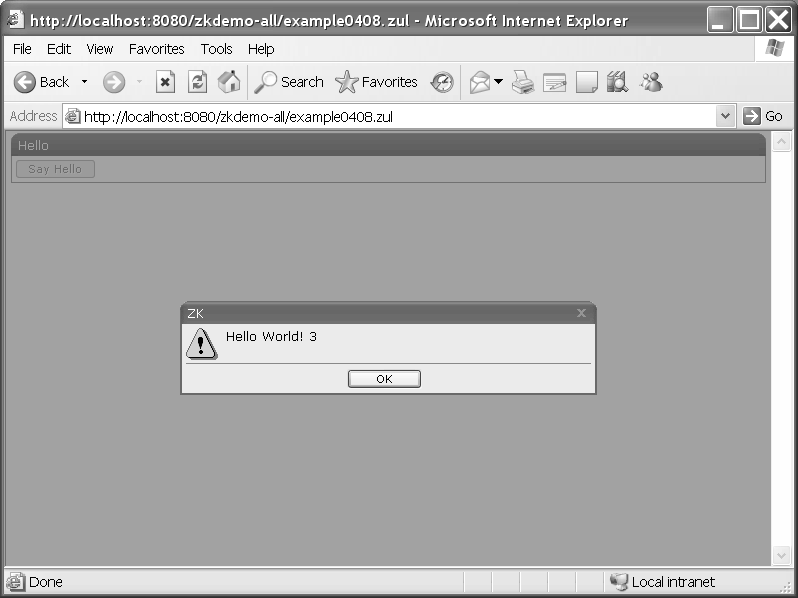 http://localhost:8080/zkdemo-all/example0408.zul - Microsoft Internet Explorer
File Edit View Favorites Tools Help
Back Search Favorites
Address http://localhost:8080/zkdemo-all/example0408.zul Go
Hello
Say Hello
ZK
Hello World! 3
OK
Done Local intranet